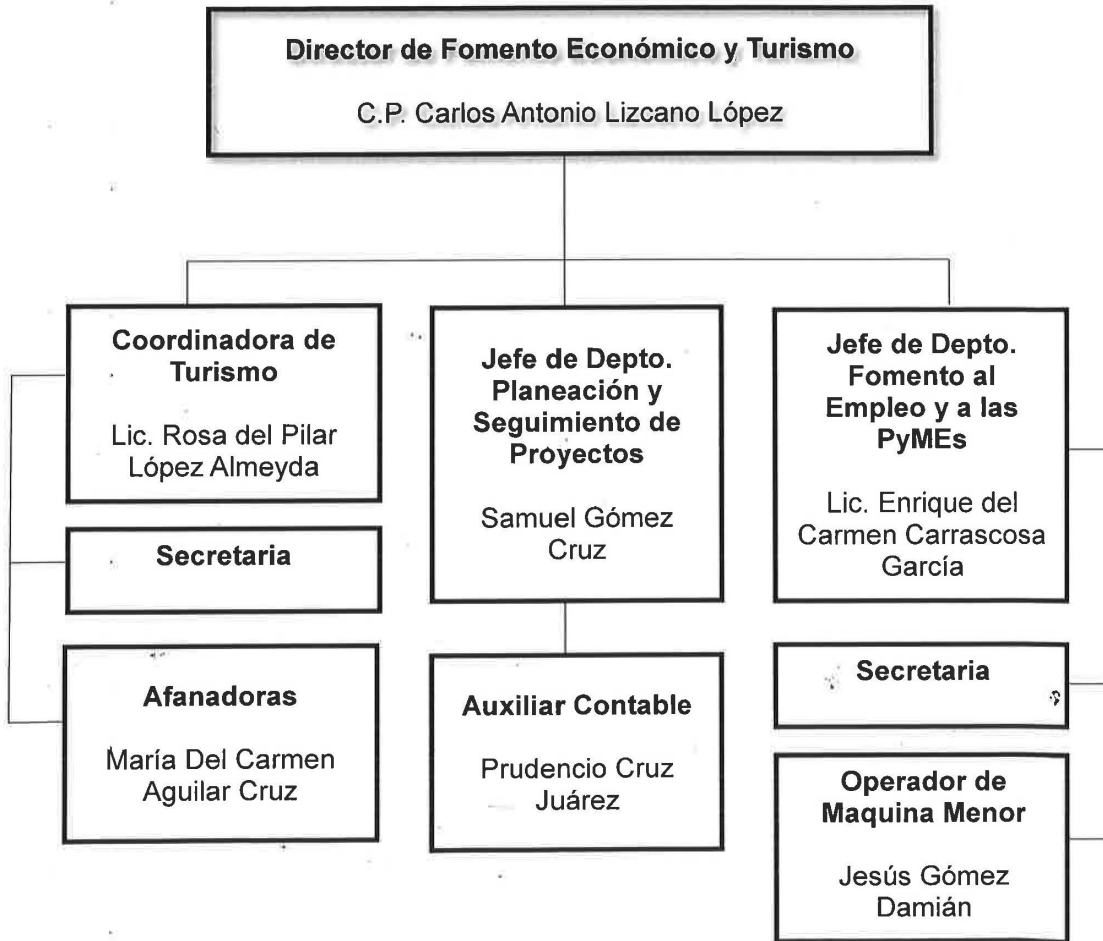 Director de Fomento Económico y Turismo
C.P. Carlos Antonio Lizcano López
Coordinadora de
Turismo
Lic. Rosa del Pilar
López Almeyda
Secretaria
Afanadoras
María Del Carmen
Aguilar Cruz
Jefe de Depto.
Planeación y
Seguimiento de
Proyectos
Samuel Gómez
Cruz
Auxiliar Contable
Prudencio Cruz
Juárez
Jefe de Depto.
Fomento al
Empleo y a las
PyMEs
Lic. Enrique del
Carmen Carrascosa
García
Secretaria
Operador de
Maquina Menor
Jesús Gómez
Damián